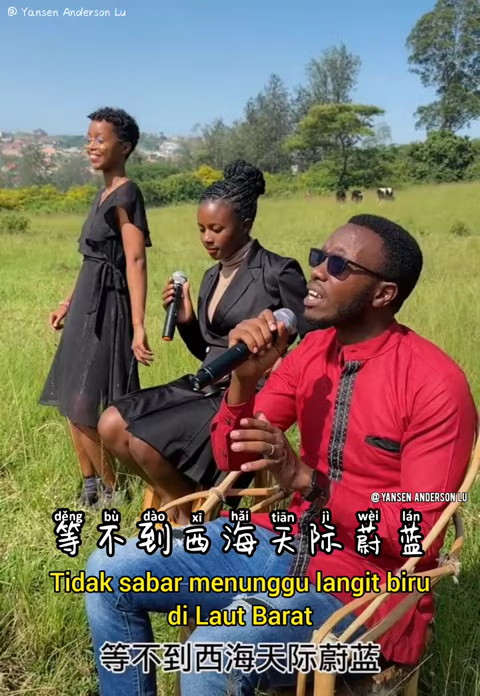 @ Yansen Anderson Lu
@YANSEN ANDERSON LU
děng bù dào xī hǎi tiān jì wèi lán
等不到西海天际蔚蓝
Tidak sabar menunggu langit biru
di Laut Barat
等不到西海天际蔚蓝